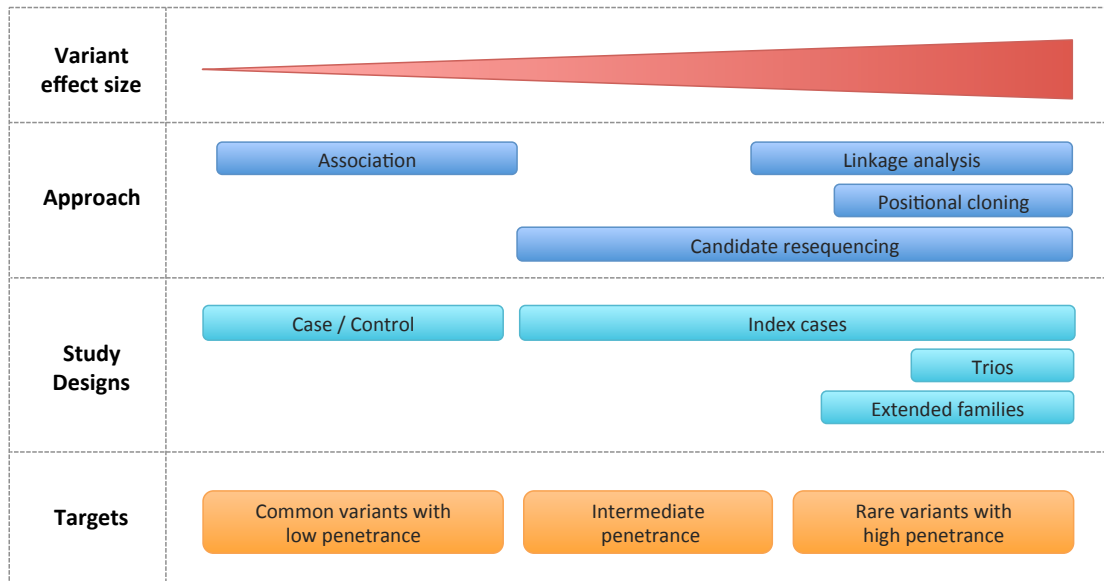 Variant
effect size
Approach
Association
Linkage analysis
Positional cloning
Candidate resequencing
Study
Designs
Case / Control
Index cases
Trios
Extended families
Targets
Common variants with
low penetrance
Intermediate
penetrance
Rare variants with
high penetrance